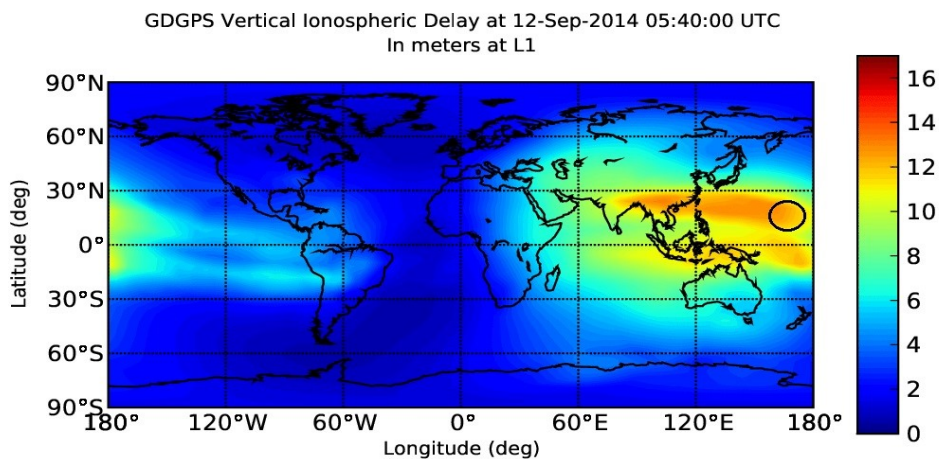 GDGPS Vertical Ionospheric Delay at 12-Sep-2014 05:40:00 UTC
In meters at L1
90°N
60°N
30°N
0°
30°S
60°S
90°S
180°
120°W
60°W
0°
60°E
120°E
180°
Latitude (deg)
Longitude (deg)
16
14
12
10
8
6
4
2
0